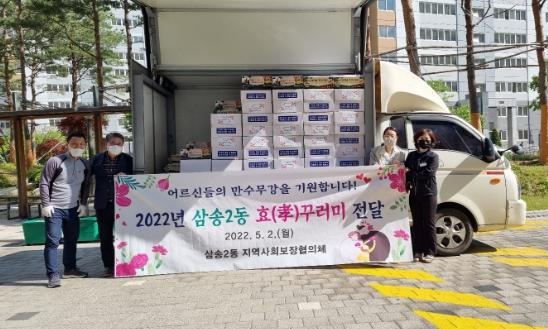 어르신들의 만수무강을 기원합니다!
2022년 삼송2동 효(孝)꾸러미 전달
2022. 5. 2.(월)
삼송2동 지역사회보장협의체